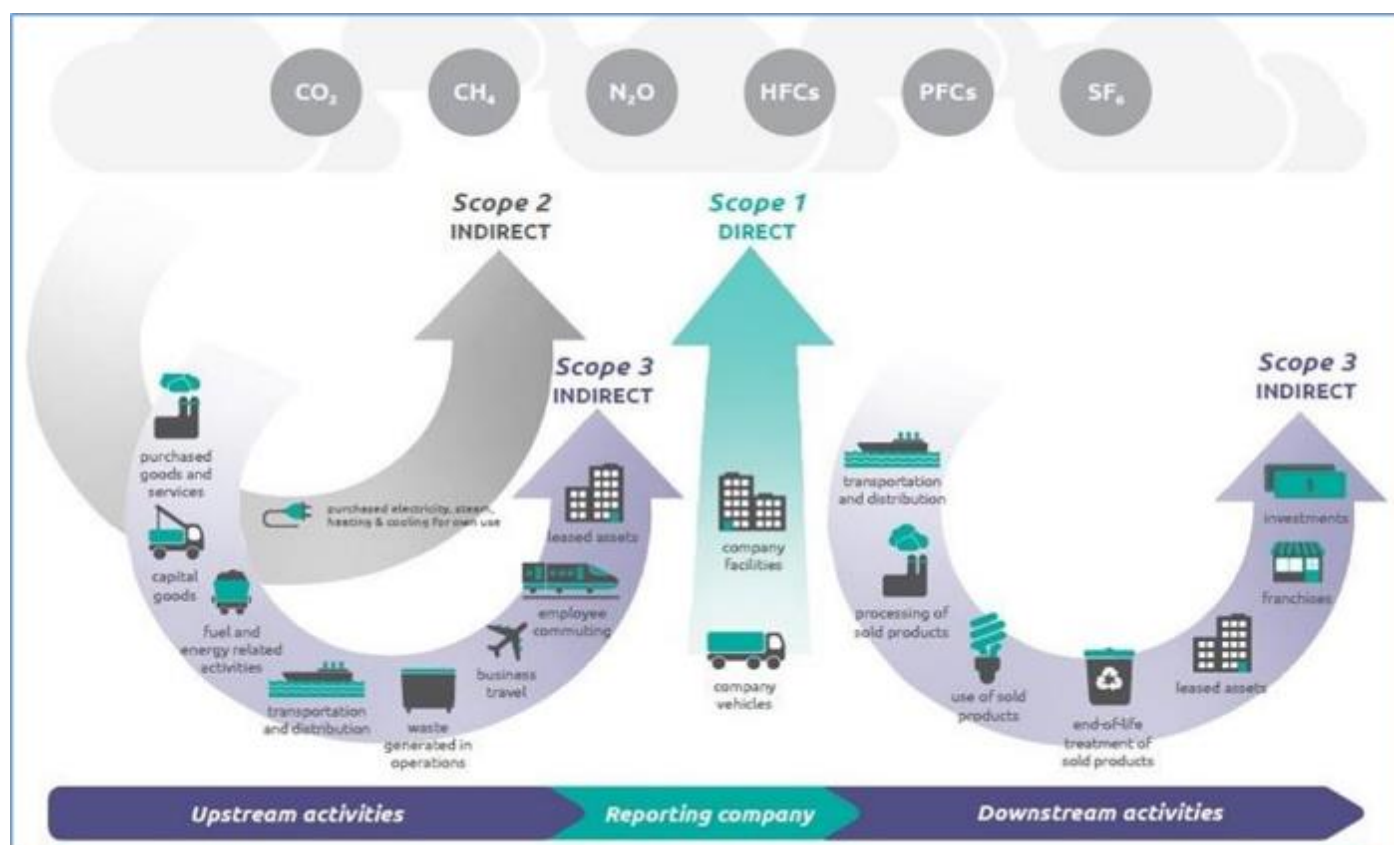 CO₂
CH₄
N₂O
HFCs
PFCs
SF₆
Scope 2
INDIRECT
Scope 1
DIRECT
Scope 3
INDIRECT
Scope 3
INDIRECT
purchased
goods and
services
capital
goods
fuel and
energy related
activities
transportation
and distribution
waste
generated in
operations
business
travel
employee
commuting
leased assets
purchased electricity, steam,
heating & cooling for own use
company
facilities
company
vehicles
transportation
and distribution
processing of
sold products
use of sold
products
end-of-life
treatment of
sold products
leased assets
franchises
investments
Upstream activities
Reporting company
Downstream activities